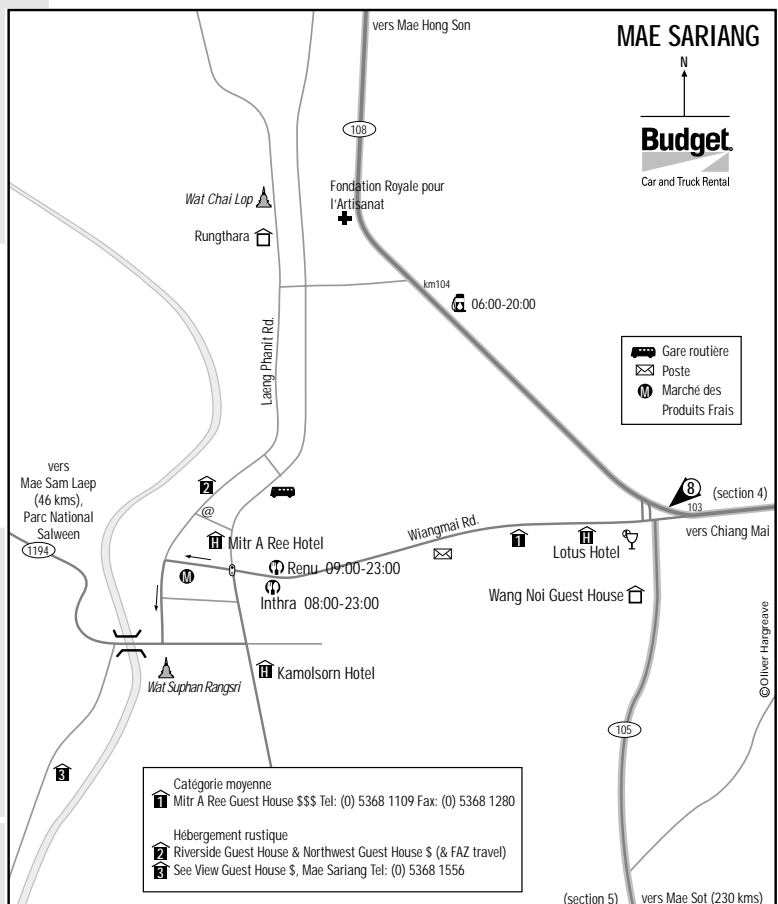 vers Mae Hong Son
MAE SARIANG
N
108
Budget
Car and Truck Rental
Fondation Royale pour
l'Artisanat
Wat Chai Lop
Rungthara
km104
06:00-20:00
Laeng Phanit Rd.
Gare routière
Poste
M Marché des
Produits Frais
vers
Mae Sam Laep
(46 kms),
Parc National
Salween
1194
2
@
8
(section 4)
103
vers Chiang Mai
Wiangmai Rd.
H Mitr A Ree Hotel
1
H
Lotus Hotel
M
Renu 09:00-23:00
Inthra 08:00-23:00
Wang Noi Guest House
H Kamolsorn Hotel
Wat Suphan Rangsri
©Oliver Hargreave
105
3
Catégorie moyenne
1 Mitr A Ree Guest House $$$ Tel: (0) 5368 1109 Fax: (0) 5368 1280
Hébergement rustique
2 Riverside Guest House & Northwest Guest House $ (& FAZ travel)
3 See View Guest House $, Mae Sariang Tel: (0) 5368 1556
(section 5) vers Mae Sot (230 kms)